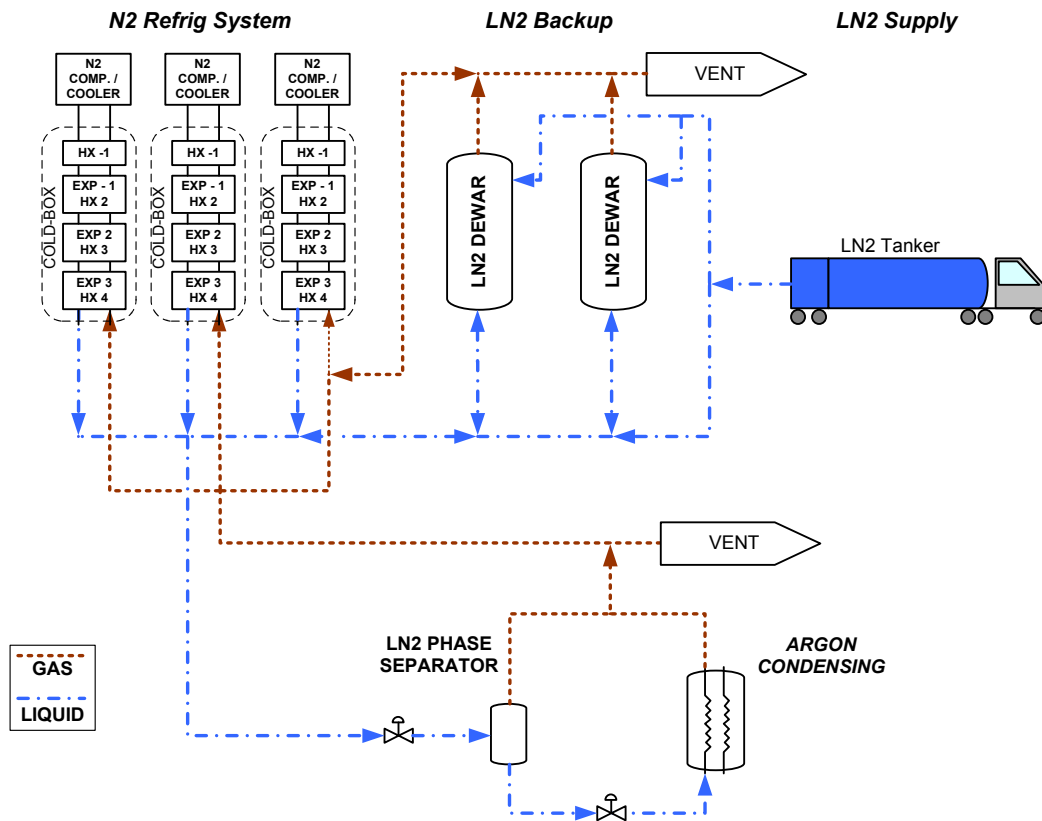 N2 Refrig System
LN2 Backup
LN2 Supply
N2
COMP. /
COOLER
N2
COMP. /
COOLER
N2
COMP. /
COOLER
VENT
COLD-BOX
HX -1
EXP - 1
HX 2
EXP 2
HX 3
EXP 3
HX 4
COLD-BOX
HX -1
EXP - 1
HX 2
EXP 2
HX 3
EXP 3
HX 4
COLD-BOX
HX -1
EXP - 1
HX 2
EXP 2
HX 3
EXP 3
HX 4
LN2 DEWAR
LN2 DEWAR
LN2 Tanker
VENT
LN2 PHASE
SEPARATOR
ARGON
CONDENSING
GAS
LIQUID